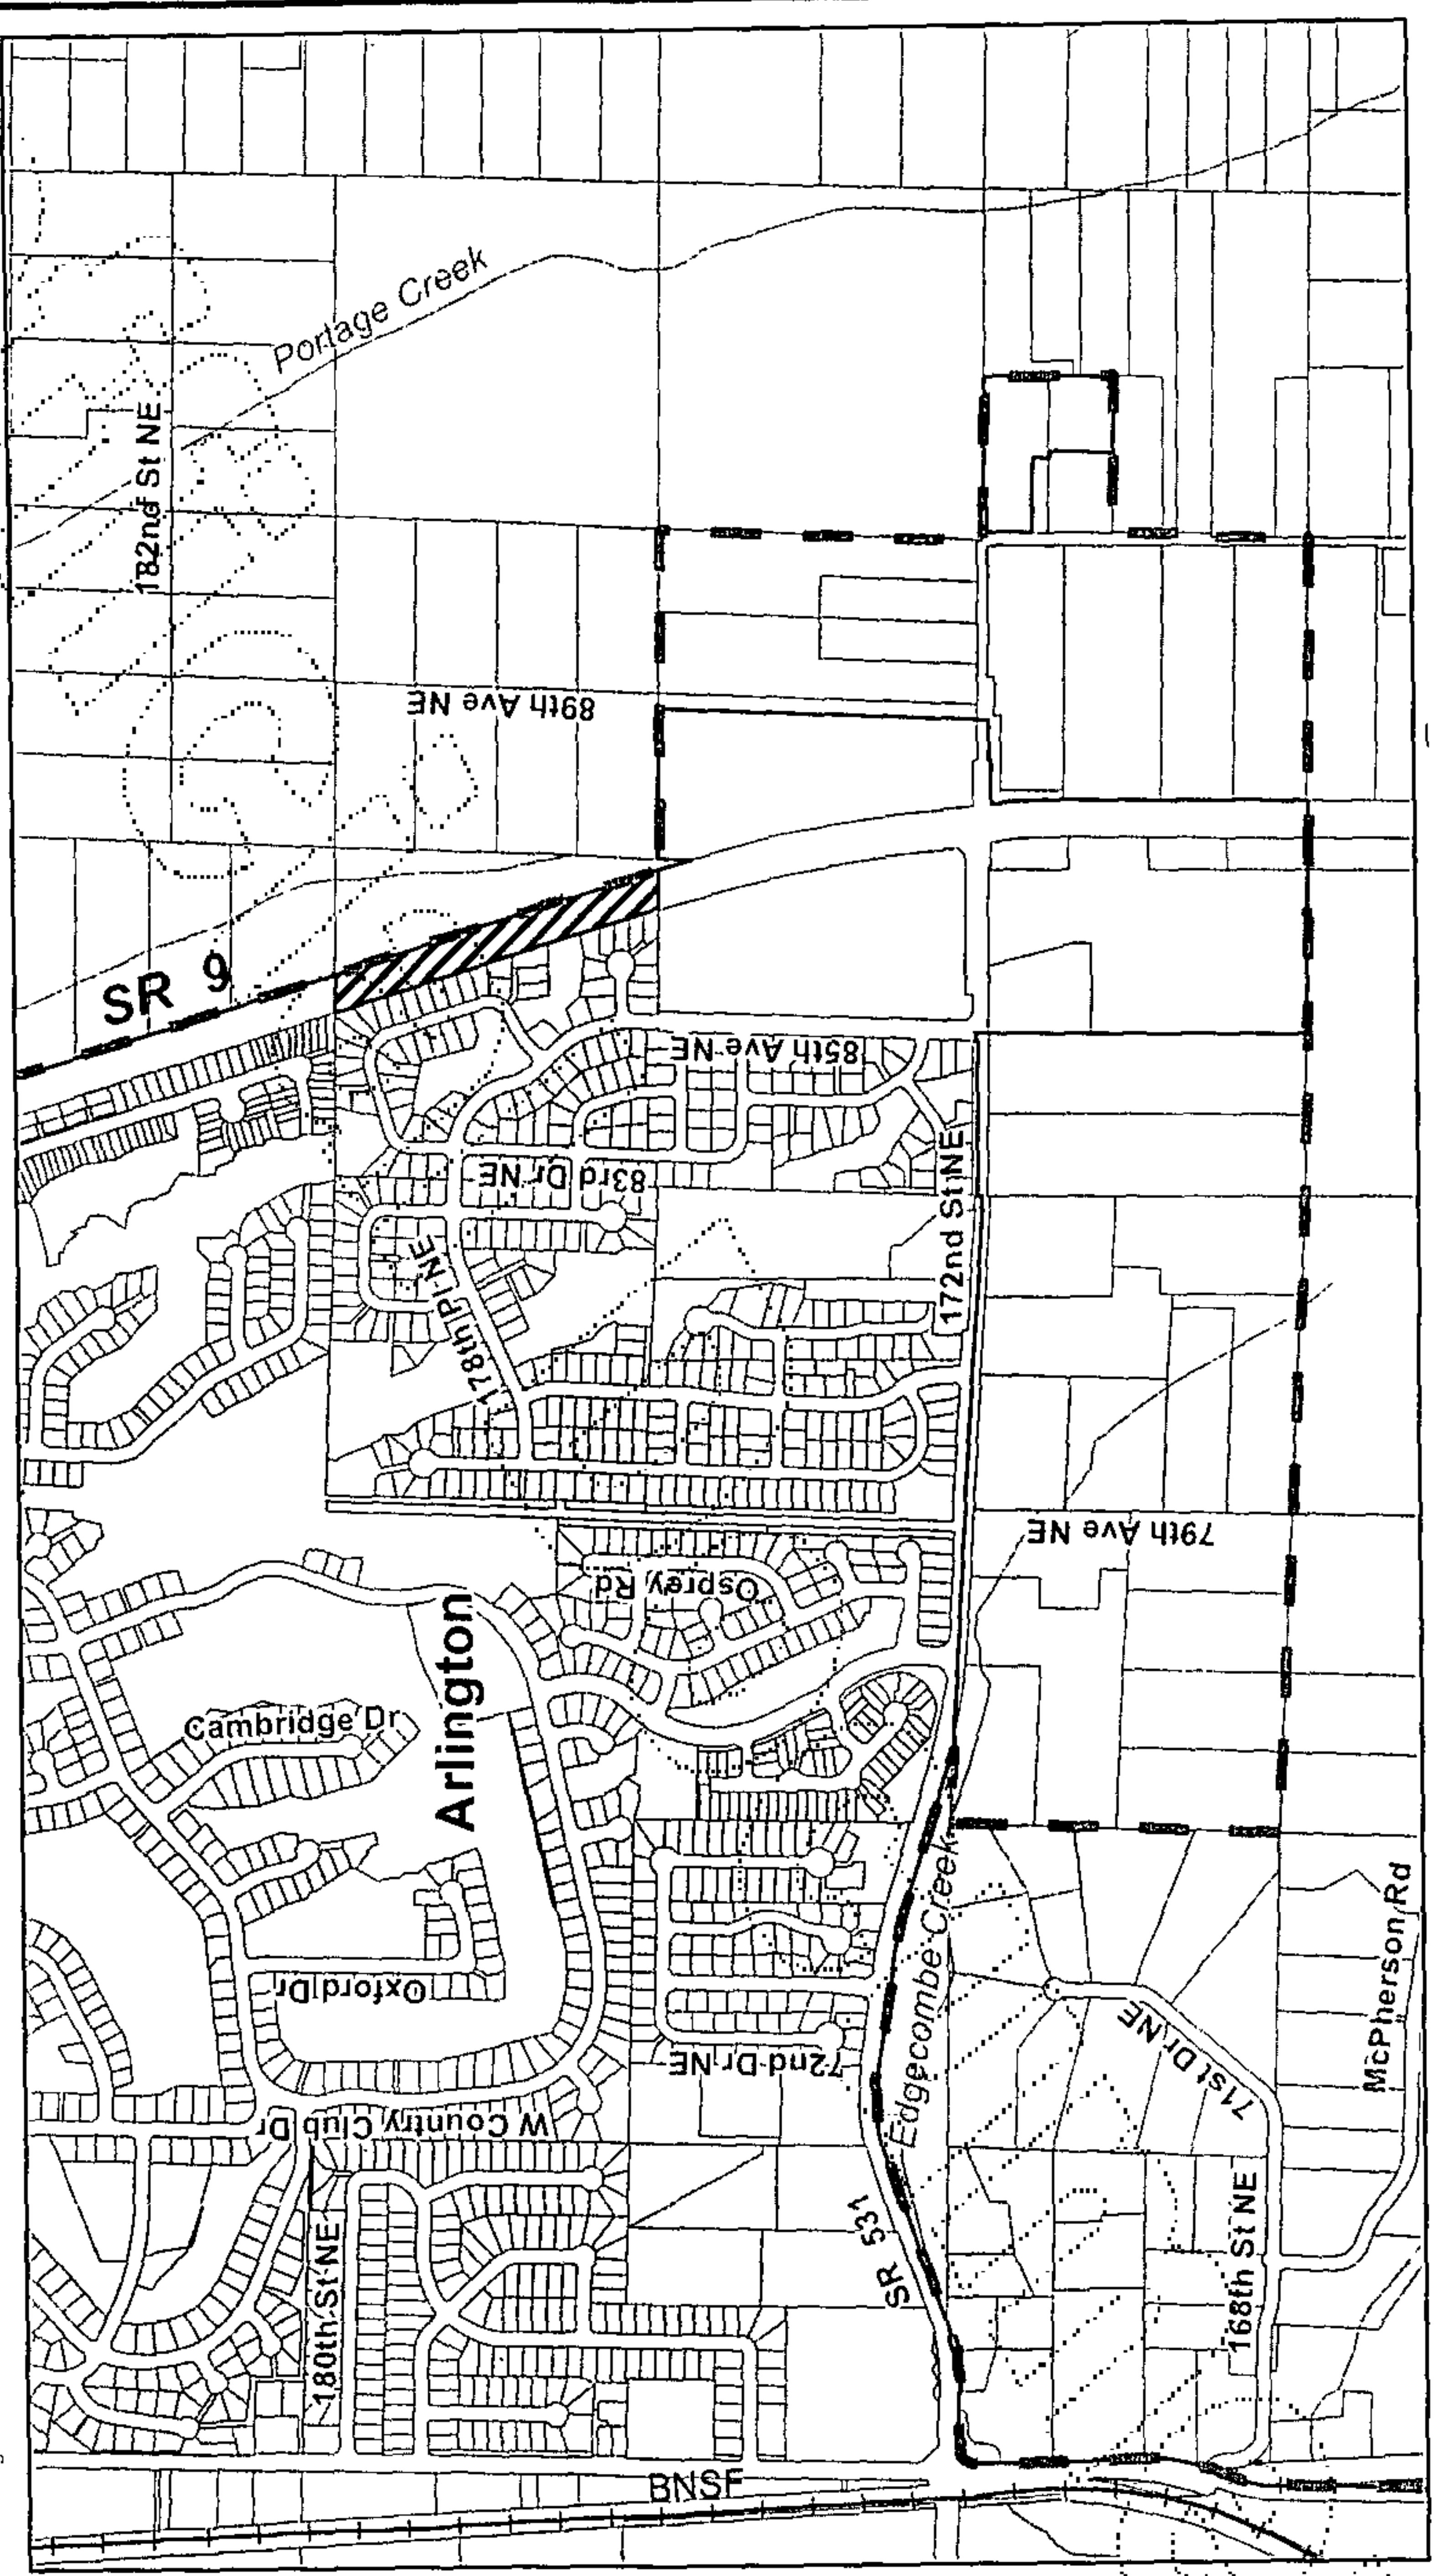 Portage Creek
182nd St NE
89th Ave NE
SR 9
85th Ave NE
83rd Dr NE
172nd St NE
178th Pl NE
79th Ave NE
Osprey Rd
Arlington
Cambridge Dr
Edgecombe Creek
McPherson Rd
Oxford Dr
71st Dr NE
72nd Dr NE
W Country Club Dr
SR 531
168th St NE
180th St NE
BNSF